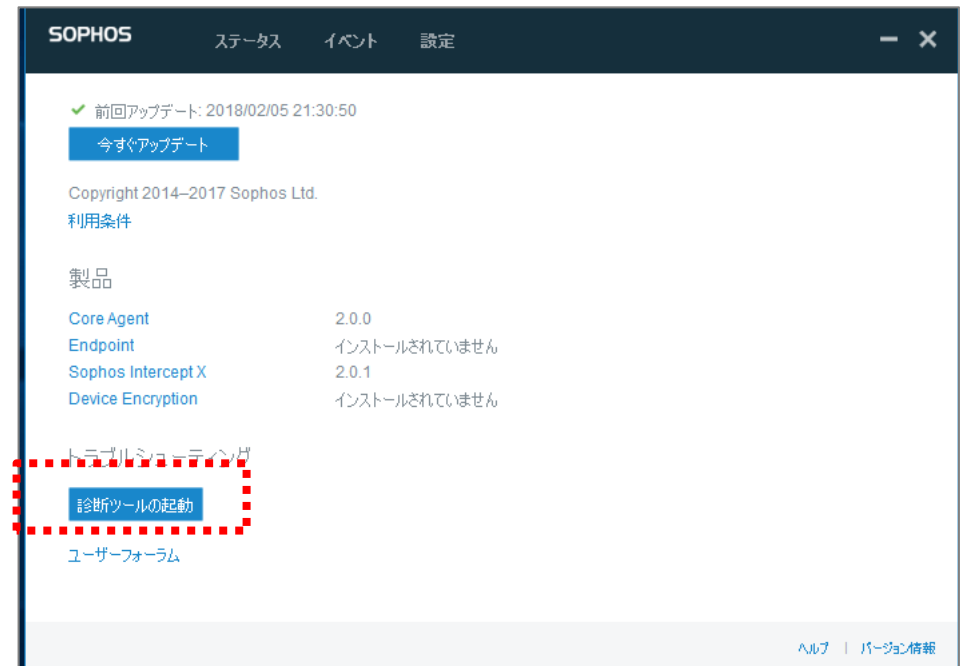 SOPHOS ステータス イベント 設定
前回アップデート: 2018/02/05 21:30:50
今すぐアップデート
Copyright 2014–2017 Sophos Ltd.
利用条件
製品
Core Agent 2.0.0
Endpoint インストールされていません
Sophos Intercept X 2.0.1
Device Encryption インストールされていません
トラブルシューティング
診断ツールの起動
ユーザーフォーラム
ヘルプ | バージョン情報